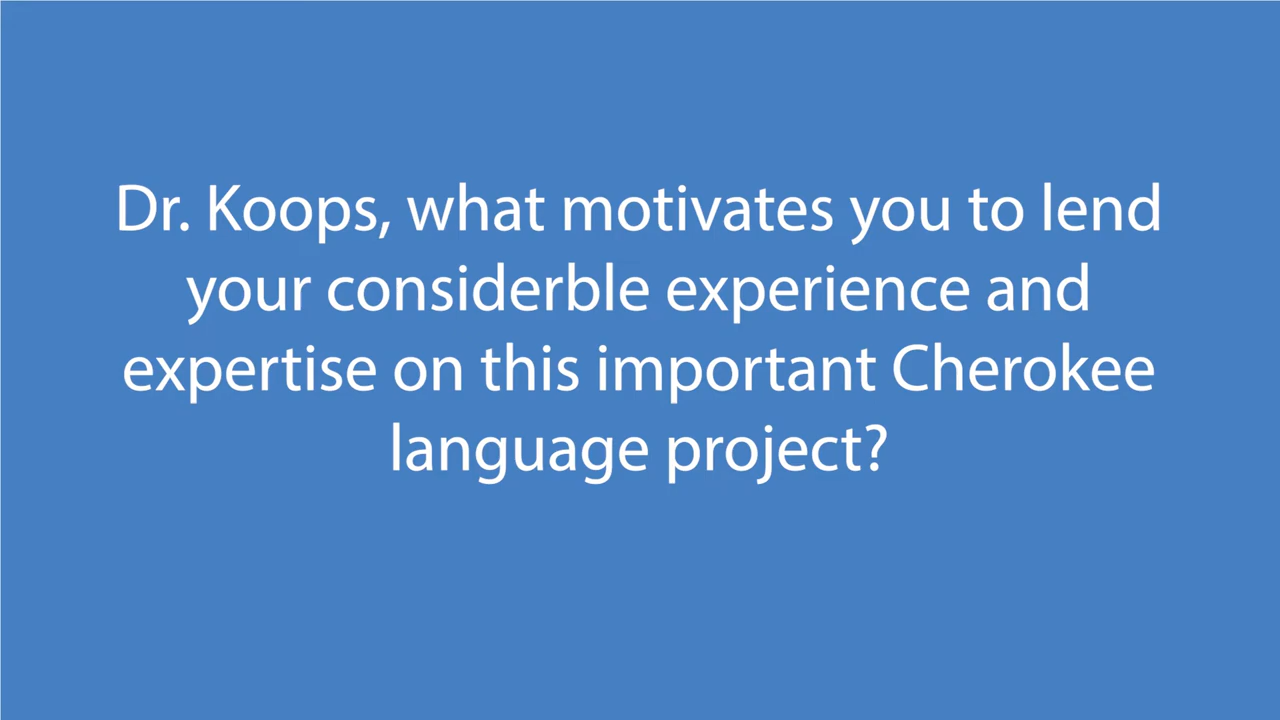 Dr. Koops, what motivates you to lend
your considerble experience and
expertise on this important Cherokee
language project?